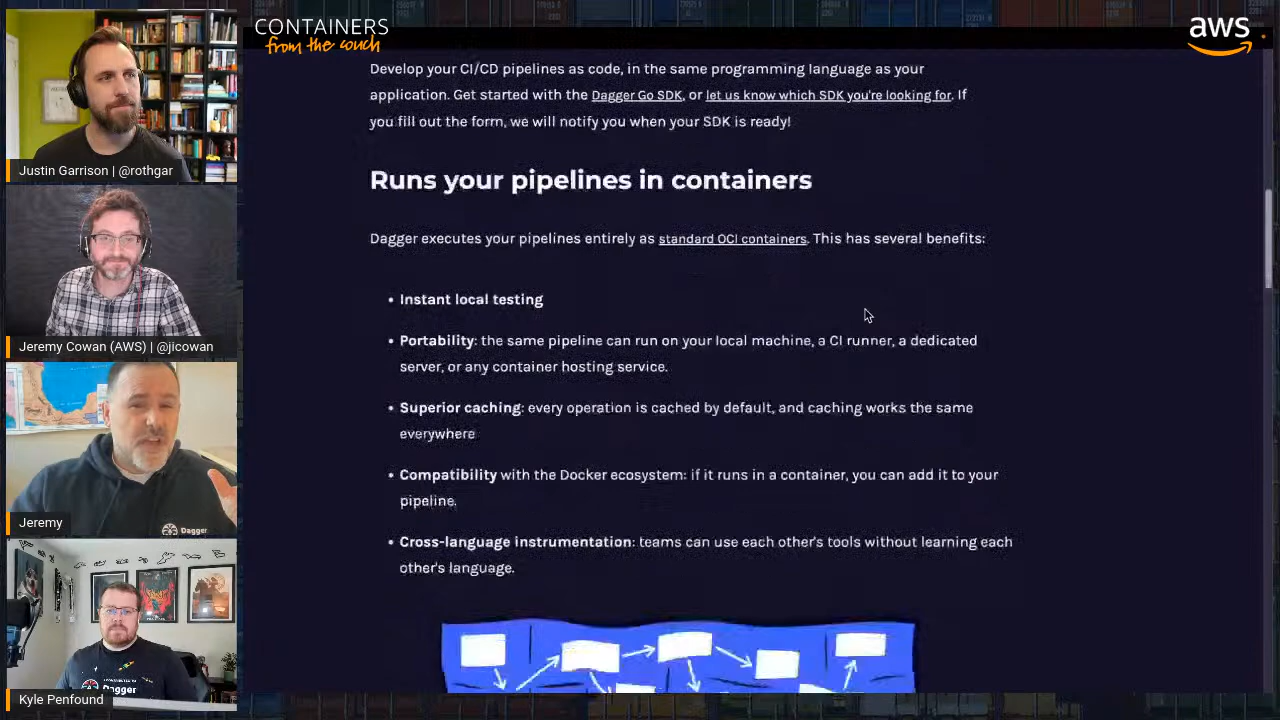 CONTAINERS
from the couch
aws
Develop your CI/CD pipelines as code, in the same programming language as your
application. Get started with the Dagger Go SDK, or let us know which SDK you're looking for. If
you fill out the form, we will notify you when your SDK is ready!
Runs your pipelines in containers
Dagger executes your pipelines entirely as standard OCI containers. This has several benefits:
• Instant local testing
• Portability: the same pipeline can run on your local machine, a CI runner, a dedicated
server, or any container hosting service.
• Superior caching: every operation is cached by default, and caching works the same
everywhere
• Compatibility with the Docker ecosystem: if it runs in a container, you can add it to your
pipeline.
• Cross-language instrumentation: teams can use each other's tools without learning each
other's language.
Justin Garrison | @rothgar
Jeremy Cowan (AWS) | @jicowan
Dagger
Jeremy
Dagger
Kyle Penfound